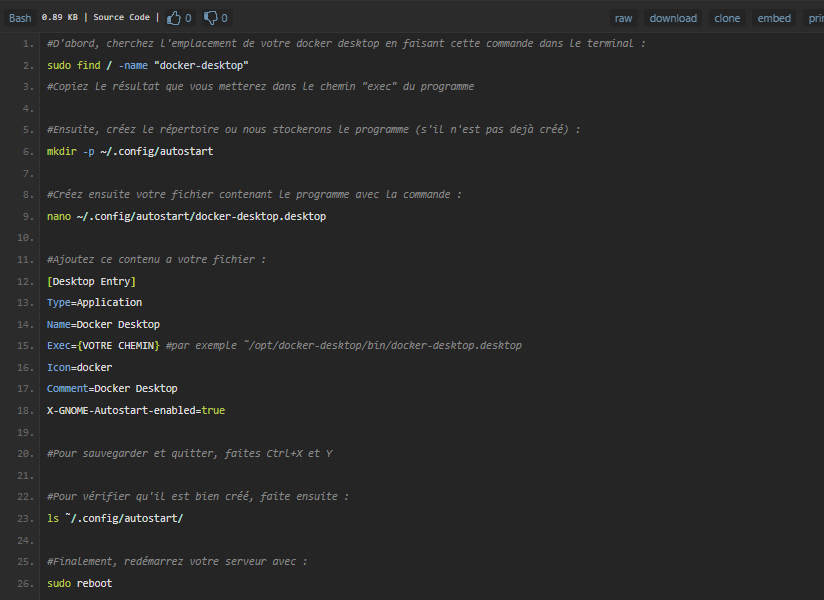 Bash 0.89 KB | Source Code | 0 0 raw download clone embed
1. #D'abord, cherchez l'emplacement de votre docker desktop en faisant cette commande dans le terminal :
2. sudo find / -name "docker-desktop"
3. #Copiez le résultat que vous metterez dans le chemin "exec" du programme
4.
5. #Ensuite, créez le répertoire ou nous stockerons le programme (s'il n'est pas dejà créé) :
6. mkdir -p ~/.config/autostart
7.
8. #Créez ensuite votre fichier contenant le programme avec la commande :
9. nano ~/.config/autostart/docker-desktop.desktop
10.
11. #Ajoutez ce contenu a votre fichier :
12. [Desktop Entry]
13. Type=Application
14. Name=Docker Desktop
15. Exec={VOTRE CHEMIN} #par exemple ˜/opt/docker-desktop/bin/docker-desktop.desktop
16. Icon=docker
17. Comment=Docker Desktop
18. X-GNOME-Autostart-enabled=true
19.
20. #Pour sauvegarder et quitter, faites Ctrl+X et Y
21.
22. #Pour vérifier qu'il est bien créé, faite ensuite :
23. ls ˜/.config/autostart/
24.
25. #Finalement, redémarrez votre serveur avec :
26. sudo reboot